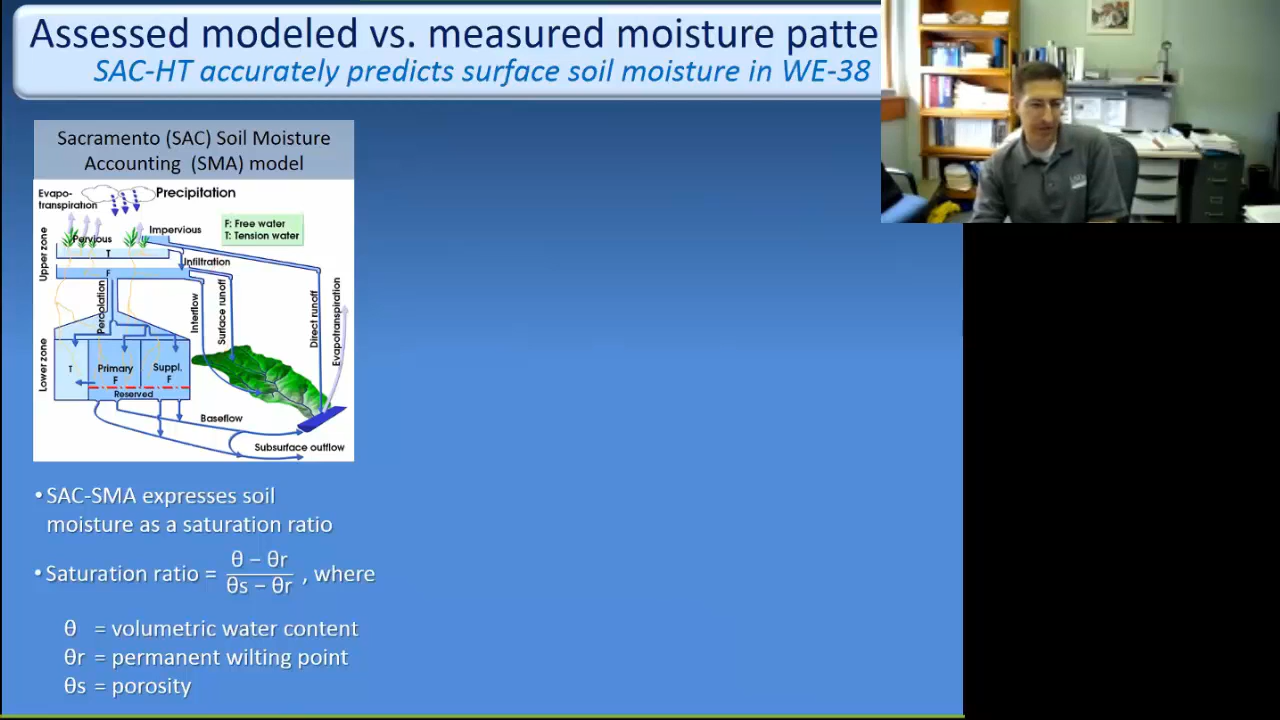 Assessed modeled vs. measured moisture patte
SAC-HT accurately predicts surface soil moisture in WE-38
Sacramento (SAC) Soil Moisture
Accounting (SMA) model
Evapo-
transpiration
Precipitation
F: Free water
T: Tension water
Pervious
Impervious
Upper zone
T
Infiltration
F
Percolation
Interflow
Surface runoff
Direct runoff
Evapotranspiration
Lower zone
T
Primary
F
Suppl.
F
Reserved
Baseflow
Subsurface outflow
• SAC-SMA expresses soil
moisture as a saturation ratio
• Saturation ratio = θ − θr / θs − θr , where
θ = volumetric water content
θr = permanent wilting point
θs = porosity